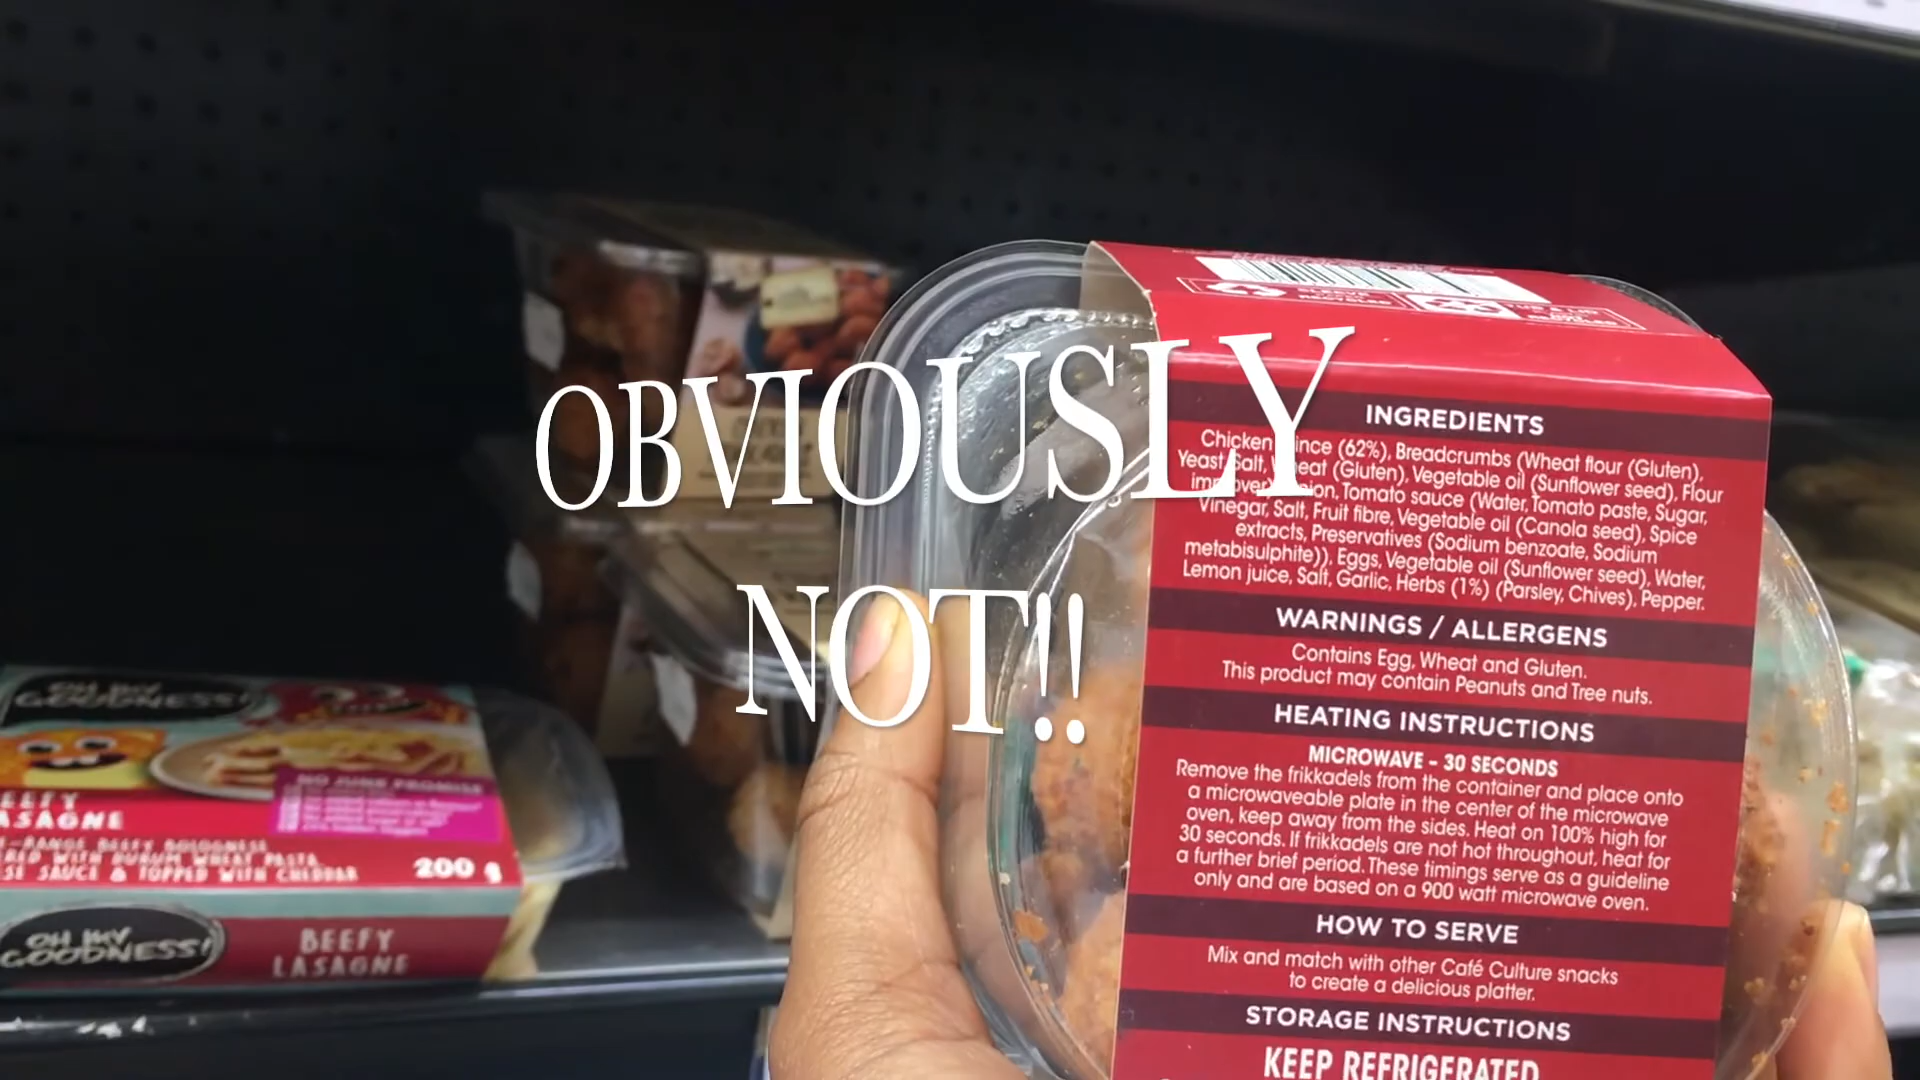 OBVIOUSLY
NOT!!
INGREDIENTS
Chicken ince (62%), Breadcrumbs (Wheat flour (Gluten),
Yeast, Salt, Wheat (Gluten), Vegetable oil (Sunflower seed), Flour
improver), Onion, Tomato sauce (Water, Tomato paste, Sugar,
Vinegar, Salt, Fruit fibre, Vegetable oil (Canola seed), Spice
extracts, Preservatives (Sodium benzoate, Sodium
metabisulphite)), Eggs, Vegetable oil (Sunflower seed), Water,
Lemon juice, Salt, Garlic, Herbs (1%) (Parsley, Chives), Pepper.
WARNINGS / ALLERGENS
Contains Egg, Wheat and Gluten.
This product may contain Peanuts and Tree nuts.
HEATING INSTRUCTIONS
MICROWAVE - 30 SECONDS
Remove the frikkadels from the container and place onto
a microwaveable plate in the center of the microwave
oven, keep away from the sides. Heat on 100% high for
30 seconds. If frikkadels are not hot throughout, heat for
a further brief period. These timings serve as a guideline
only and are based on a 900 watt microwave oven.
HOW TO SERVE
Mix and match with other Café Culture snacks
to create a delicious platter.
STORAGE INSTRUCTIONS
KEEP REFRIGERATED
OH MY
GOODNESS!
NO JUNK PROMISE
BEEFY
LASAGNE
200 g
OH MY
GOODNESS!
BEEFY
LASAGNE